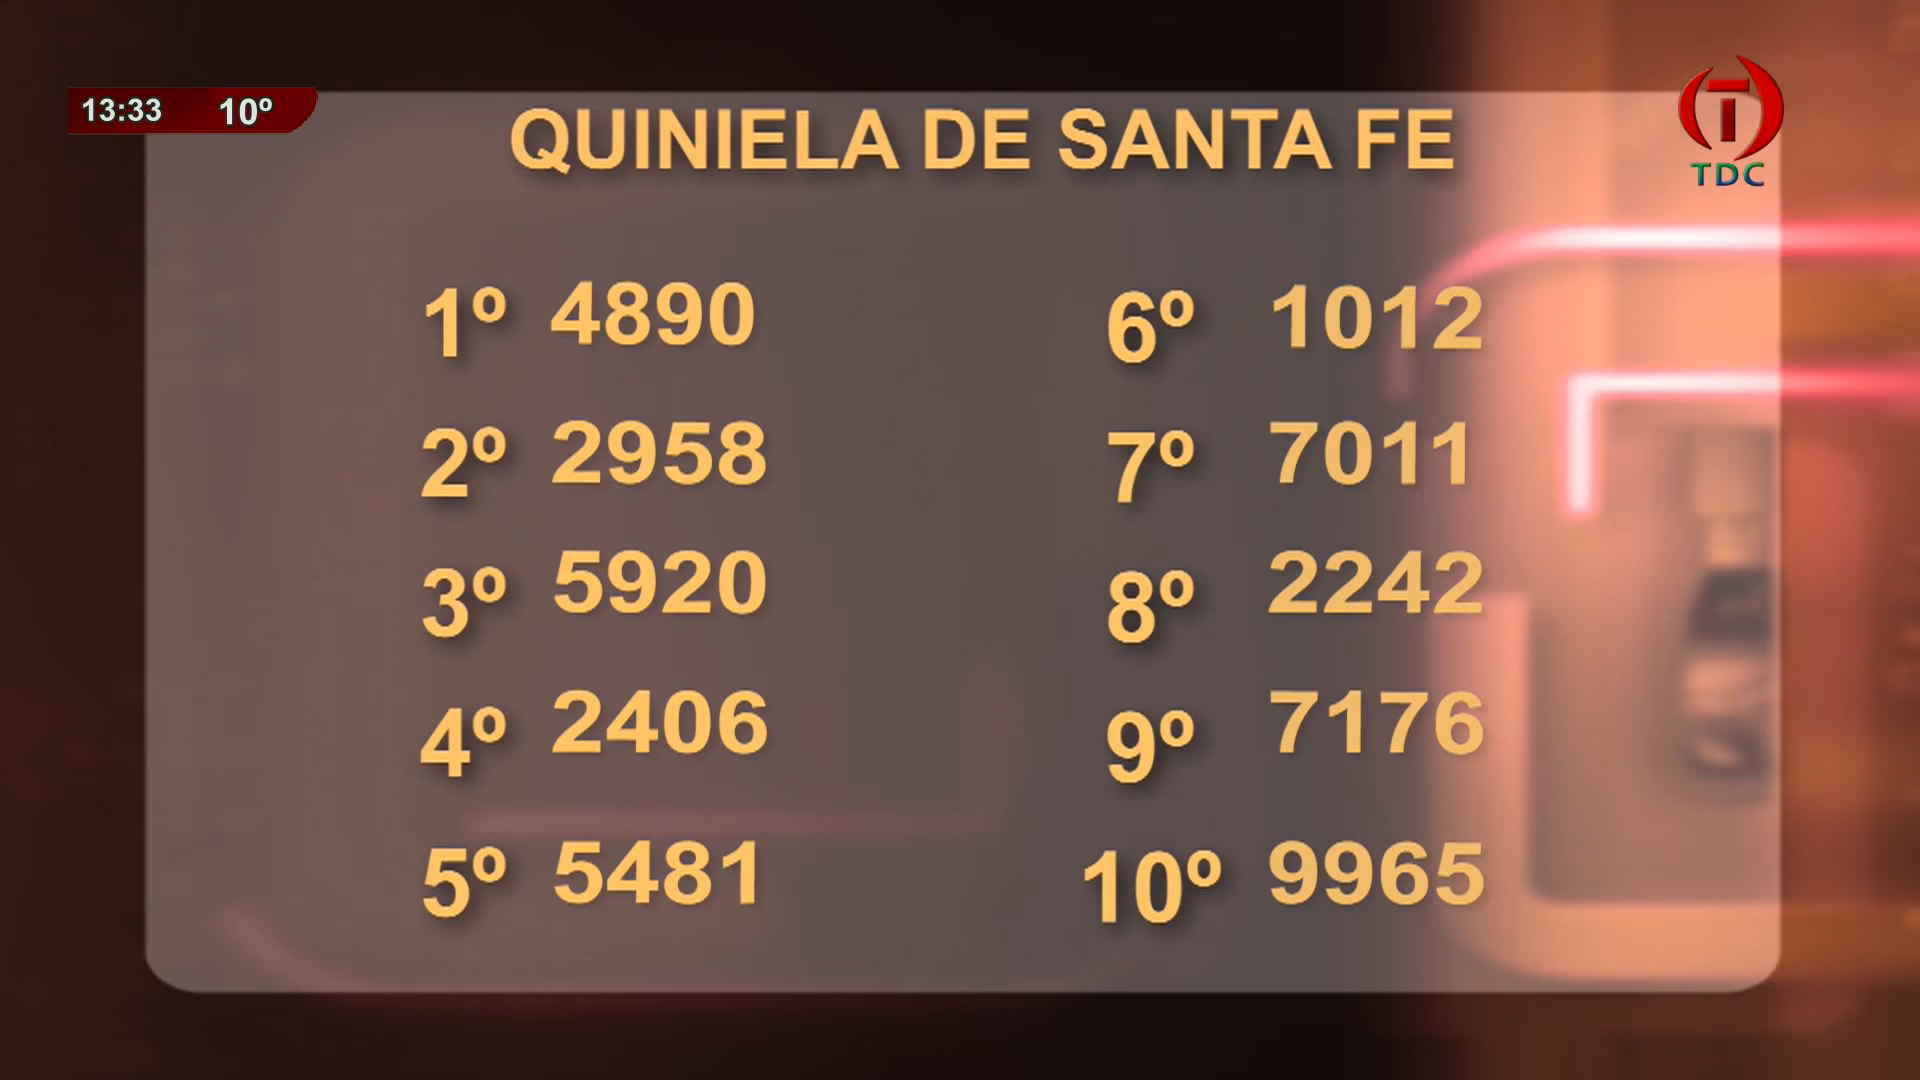 13:33 10º
QUINIELA DE SANTA FE
TDC
1º 4890
2º 2958
3º 5920
4º 2406
5º 5481
6º 1012
7º 7011
8º 2242
9º 7176
10º 9965